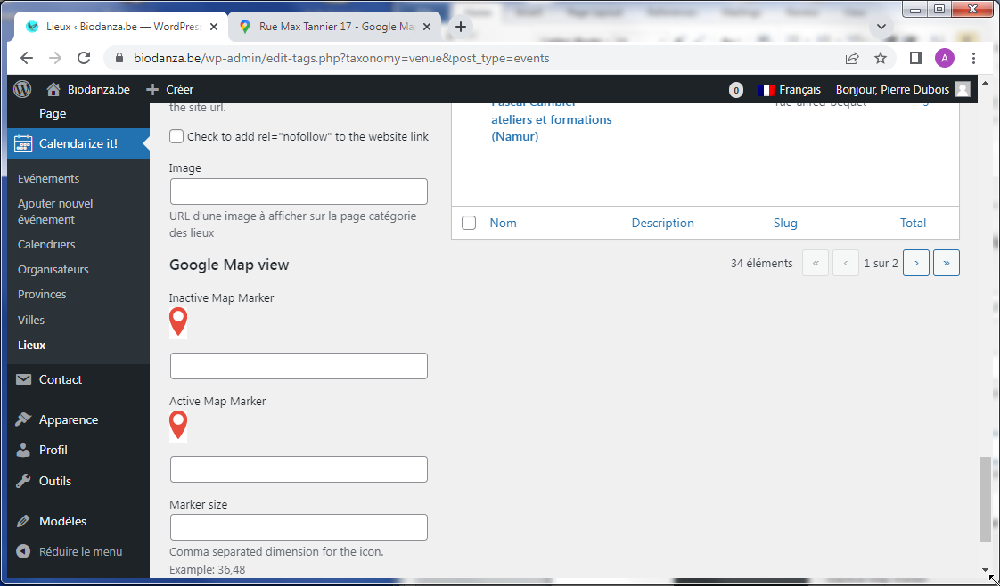 Lieux ‹ Biodanza.be — WordPress
Rue Max Tannier 17 - Google Ma
biodanza.be/wp-admin/edit-tags.php?taxonomy=venue&post_type=events
A
Biodanza.be
Créer
0
Français
Bonjour, Pierre Dubois
Page
Calendarize it!
Evénements
Ajouter nouvel
événement
Calendriers
Organisateurs
Provinces
Villes
Lieux
Contact
Apparence
Profil
Outils
Modèles
Réduire le menu
the site url.
Check to add rel="nofollow" to the website link
Image
URL d'une image à afficher sur la page catégorie
des lieux
Google Map view
Inactive Map Marker
Active Map Marker
Marker size
Comma separated dimension for the icon.
Example: 36,48
Pascal Cambier
ateliers et formations
(Namur)
rue-alfred-bequet
Nom
Description
Slug
Total
34 éléments
«
‹
1 sur 2
›
»